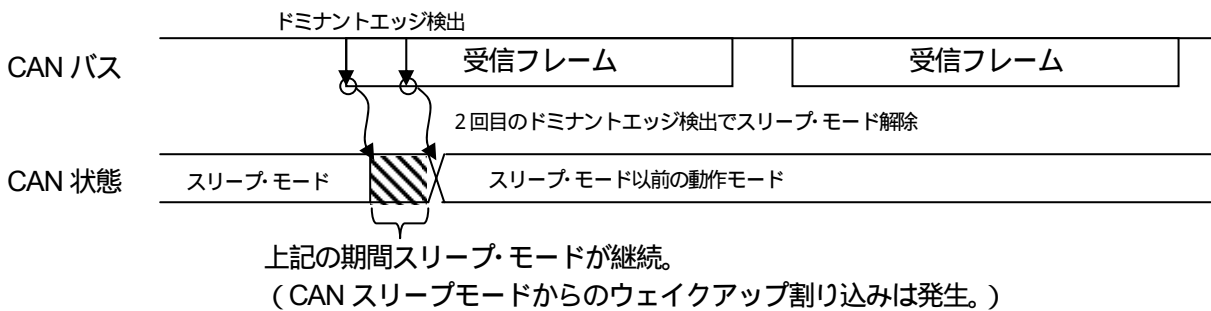 ドミナントエッジ検出
CAN バス
受信フレーム
受信フレーム
2回目のドミナントエッジ検出でスリープ・モード解除
CAN 状態
スリープ・モード
スリープ・モード以前の動作モード
上記の期間スリープ・モードが継続。
(CAN スリープモードからのウェイクアップ割り込みは発生。)